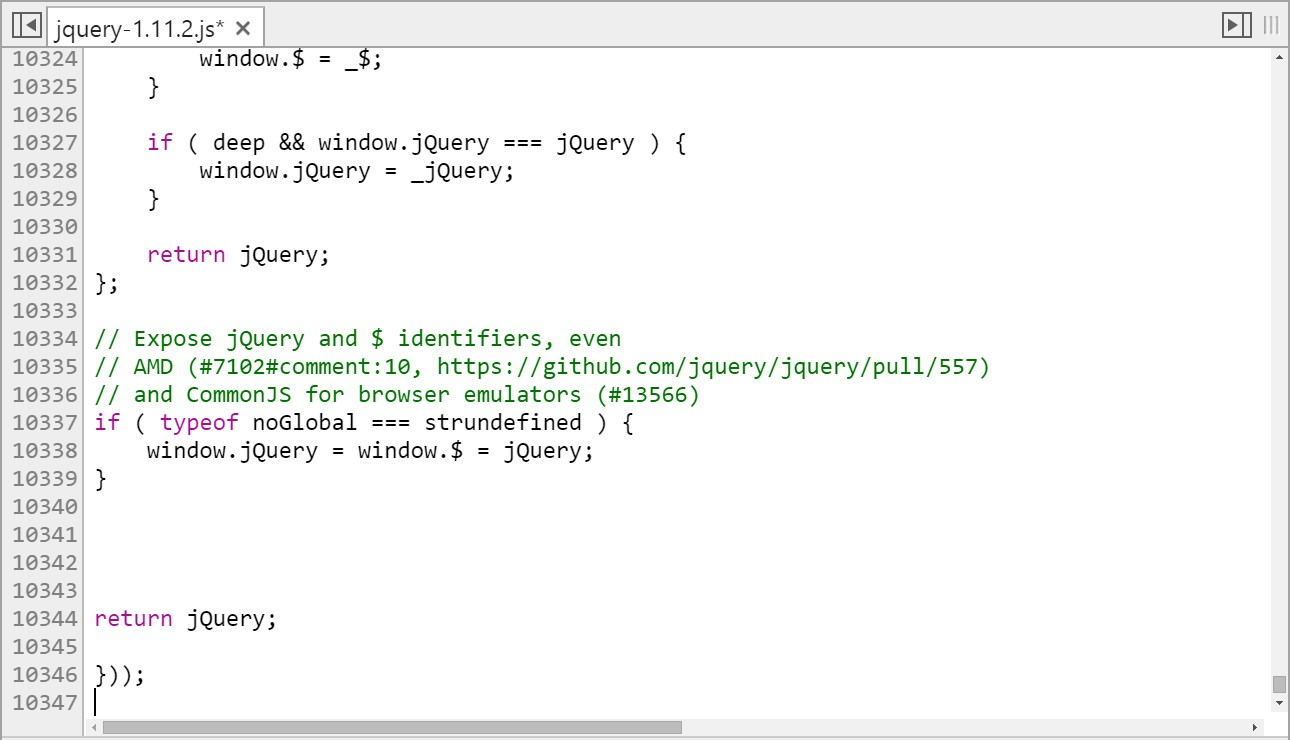 jquery-1.11.2.js* ×
10324         window.$ = _$;
10325     }
10326
10327     if ( deep && window.jQuery === jQuery ) {
10328         window.jQuery = _jQuery;
10329     }
10330
10331     return jQuery;
10332 };
10333
10334 // Expose jQuery and $ identifiers, even
10335 // AMD (#7102#comment:10, https://github.com/jquery/jquery/pull/557)
10336 // and CommonJS for browser emulators (#13566)
10337 if ( typeof noGlobal === strundefined ) {
10338     window.jQuery = window.$ = jQuery;
10339 }
10340
10341
10342
10343
10344 return jQuery;
10345
10346 }));
10347